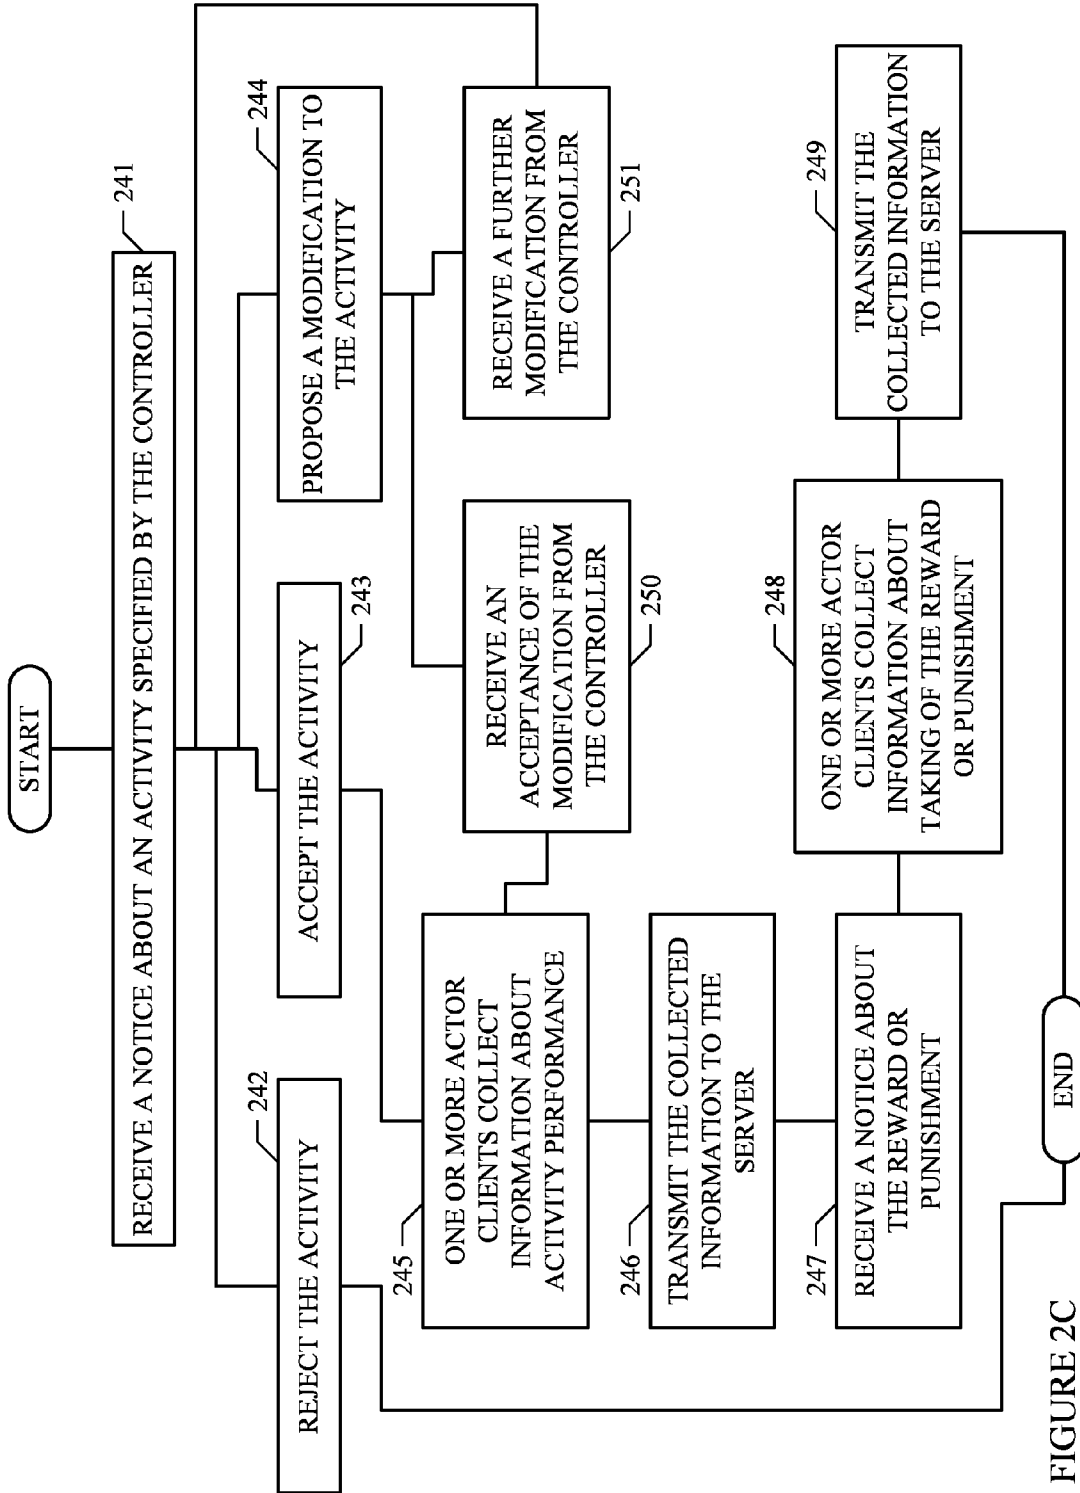 START
241
RECEIVE A NOTICE ABOUT AN ACTIVITY SPECIFIED BY THE CONTROLLER
242
REJECT THE ACTIVITY
243
ACCEPT THE ACTIVITY
244
PROPOSE A MODIFICATION TO
THE ACTIVITY
245
ONE OR MORE ACTOR
CLIENTS COLLECT
INFORMATION ABOUT
ACTIVITY PERFORMANCE
RECEIVE AN
ACCEPTANCE OF THE
MODIFICATION FROM
THE CONTROLLER
250
RECEIVE A FURTHER
MODIFICATION FROM
THE CONTROLLER
251
246
TRANSMIT THE COLLECTED
INFORMATION TO THE
SERVER
247
RECEIVE A NOTICE ABOUT
THE REWARD OR
PUNISHMENT
248
ONE OR MORE ACTOR
CLIENTS COLLECT
INFORMATION ABOUT
TAKING OF THE REWARD
OR PUNISHMENT
249
TRANSMIT THE
COLLECTED INFORMATION
TO THE SERVER
END
FIGURE 2C